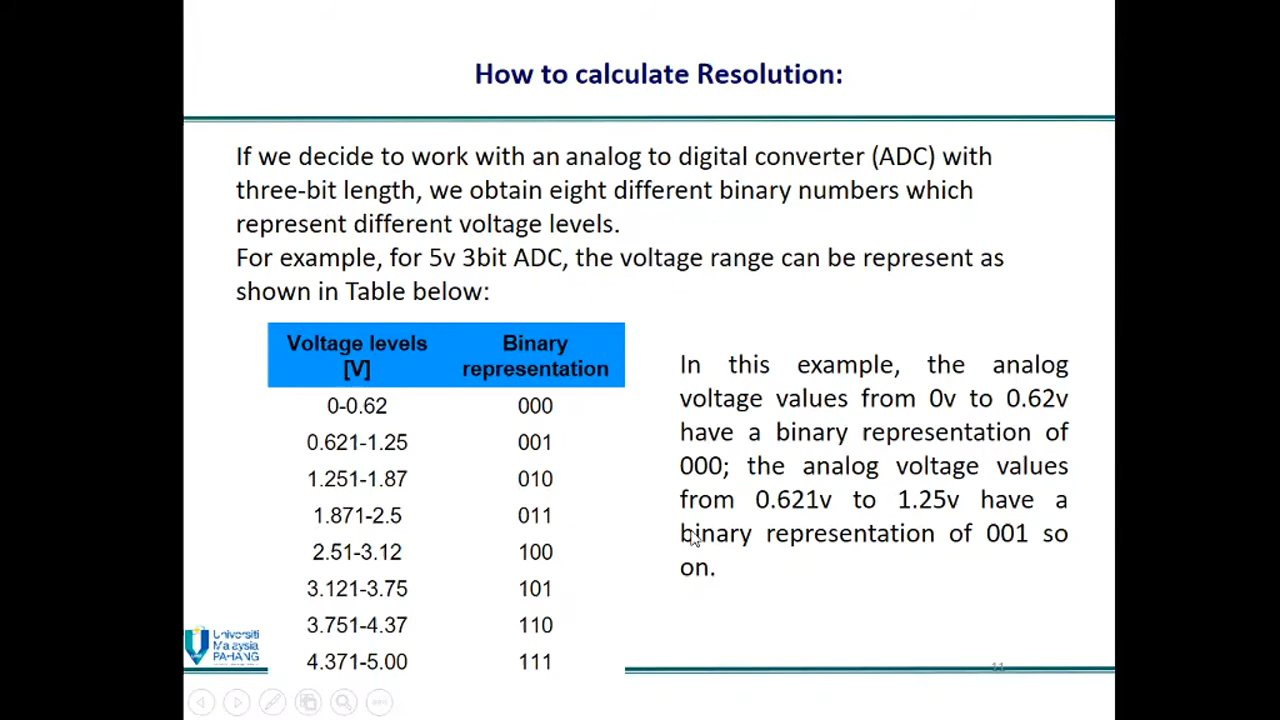 How to calculate Resolution:
If we decide to work with an analog to digital converter (ADC) with
three-bit length, we obtain eight different binary numbers which
represent different voltage levels.
For example, for 5v 3bit ADC, the voltage range can be represent as
shown in Table below:
Voltage levels [V] Binary representation
0-0.62 000
0.621-1.25 001
1.251-1.87 010
1.871-2.5 011
2.51-3.12 100
3.121-3.75 101
3.751-4.37 110
4.371-5.00 111
In this example, the analog
voltage values from 0v to 0.62v
have a binary representation of
000; the analog voltage values
from 0.621v to 1.25v have a
binary representation of 001 so
on.
Universiti
Malaysia
PAHANG
11